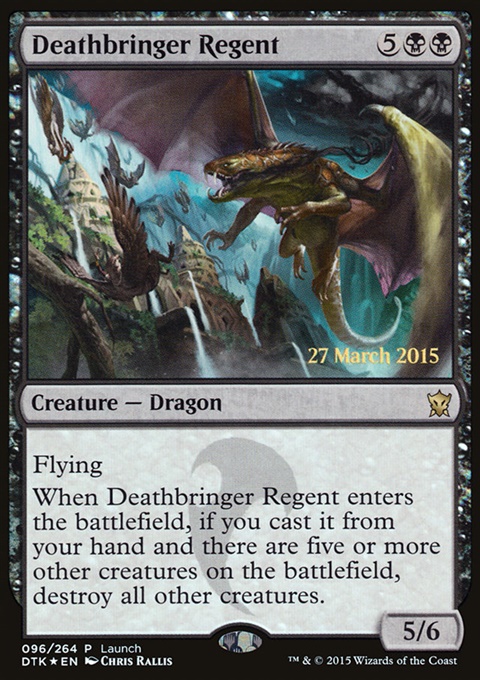 Deathbringer Regent 5
27 March 2015
Creature — Dragon
Flying
When Deathbringer Regent enters
the battlefield, if you cast it from
your hand and there are five or more
other creatures on the battlefield,
destroy all other creatures.
5/6
096/264 P Launch
DTK★EN Chris Rallis
™ & © 2015 Wizards of the Coast